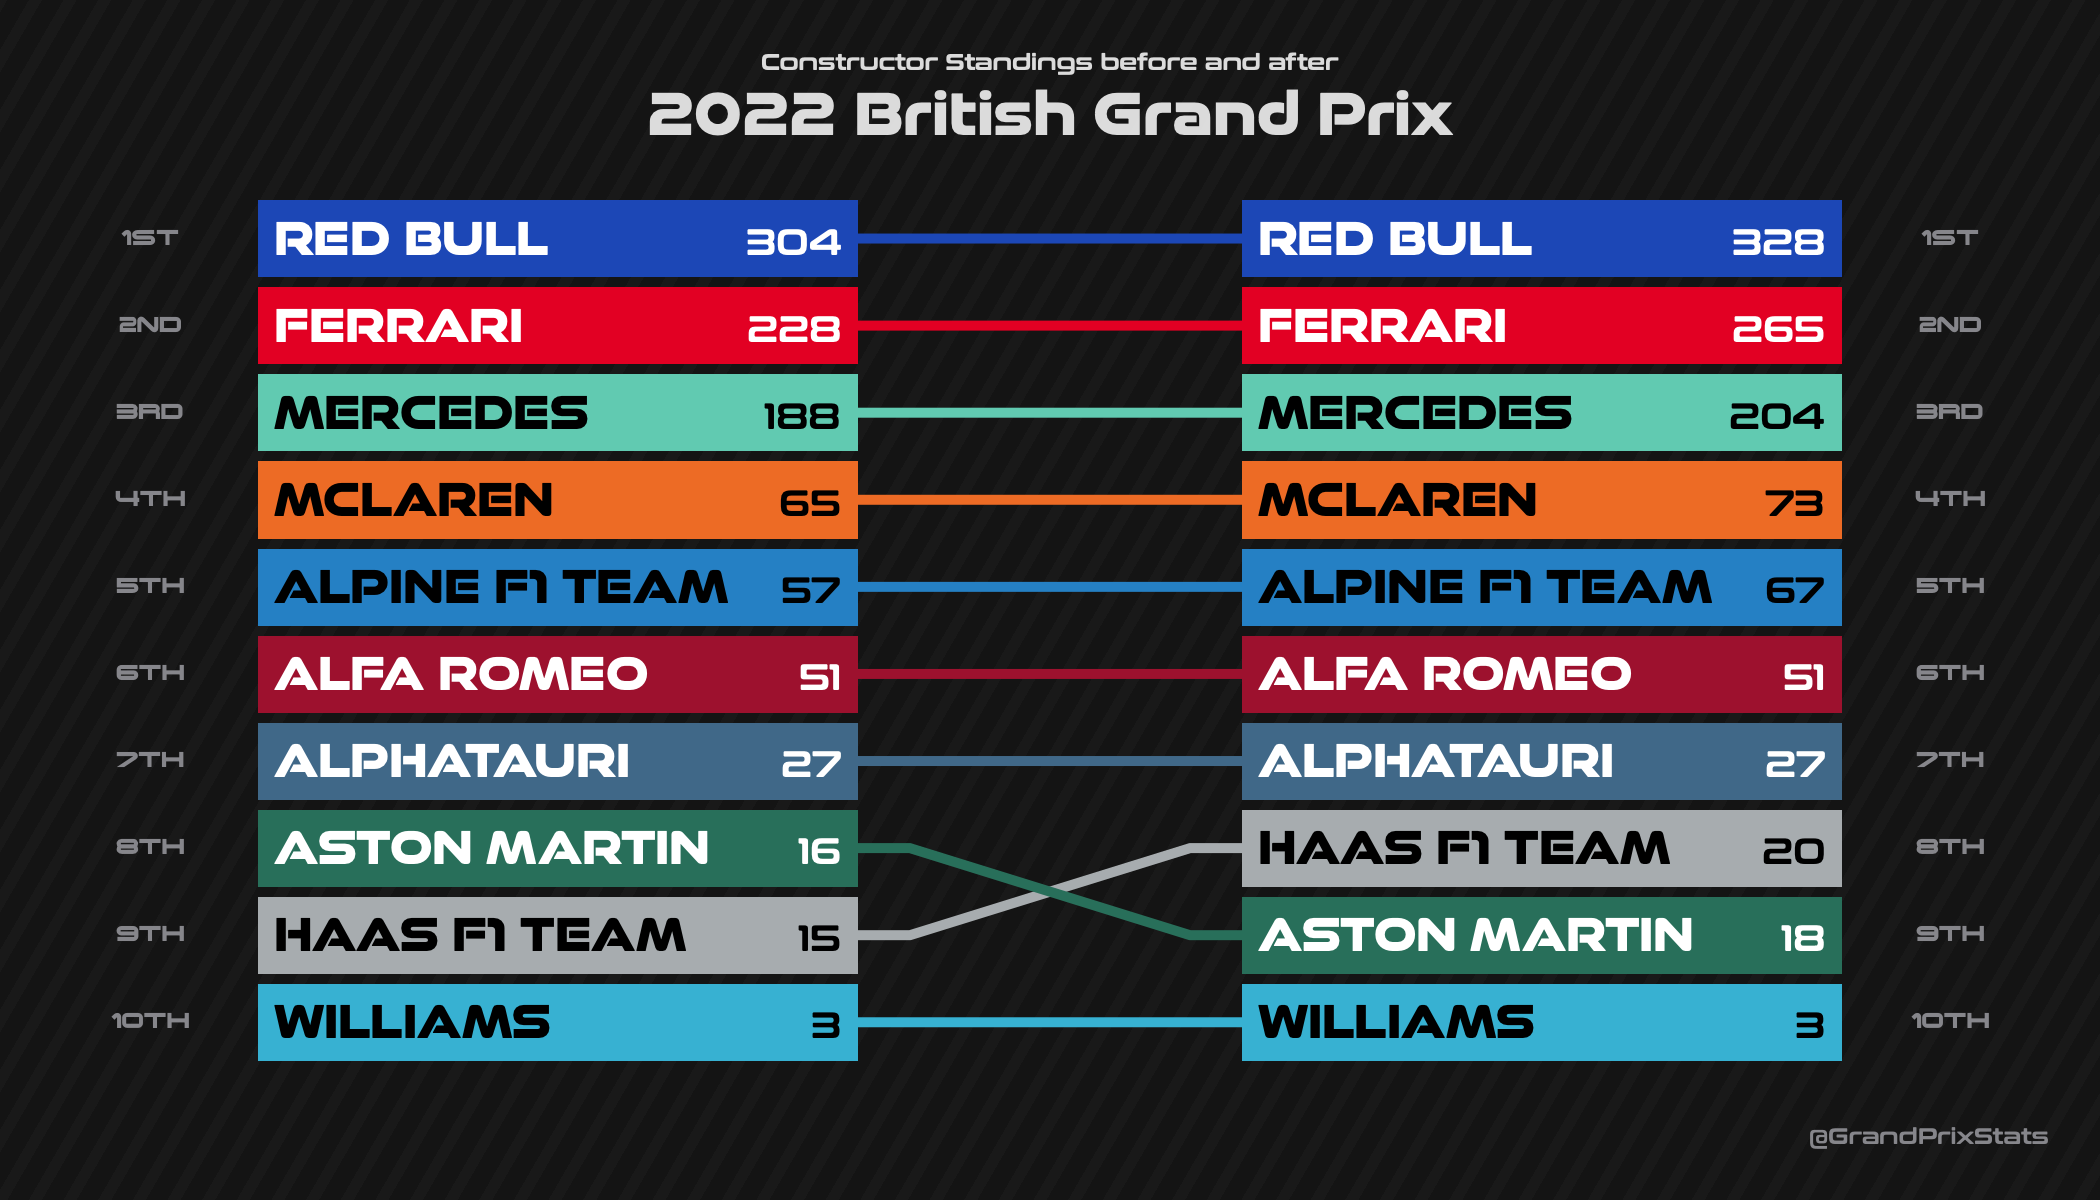 Constructor Standings before and after
2022 British Grand Prix
1ST RED BULL 304 RED BULL 328 1ST
2ND FERRARI 228 FERRARI 265 2ND
3RD MERCEDES 188 MERCEDES 204 3RD
4TH MCLAREN 65 MCLAREN 73 4TH
5TH ALPINE F1 TEAM 57 ALPINE F1 TEAM 67 5TH
6TH ALFA ROMEO 51 ALFA ROMEO 51 6TH
7TH ALPHATAURI 27 ALPHATAURI 27 7TH
8TH ASTON MARTIN 16 HAAS F1 TEAM 20 8TH
9TH HAAS F1 TEAM 15 ASTON MARTIN 18 9TH
10TH WILLIAMS 3 WILLIAMS 3 10TH
@GrandPrixStats